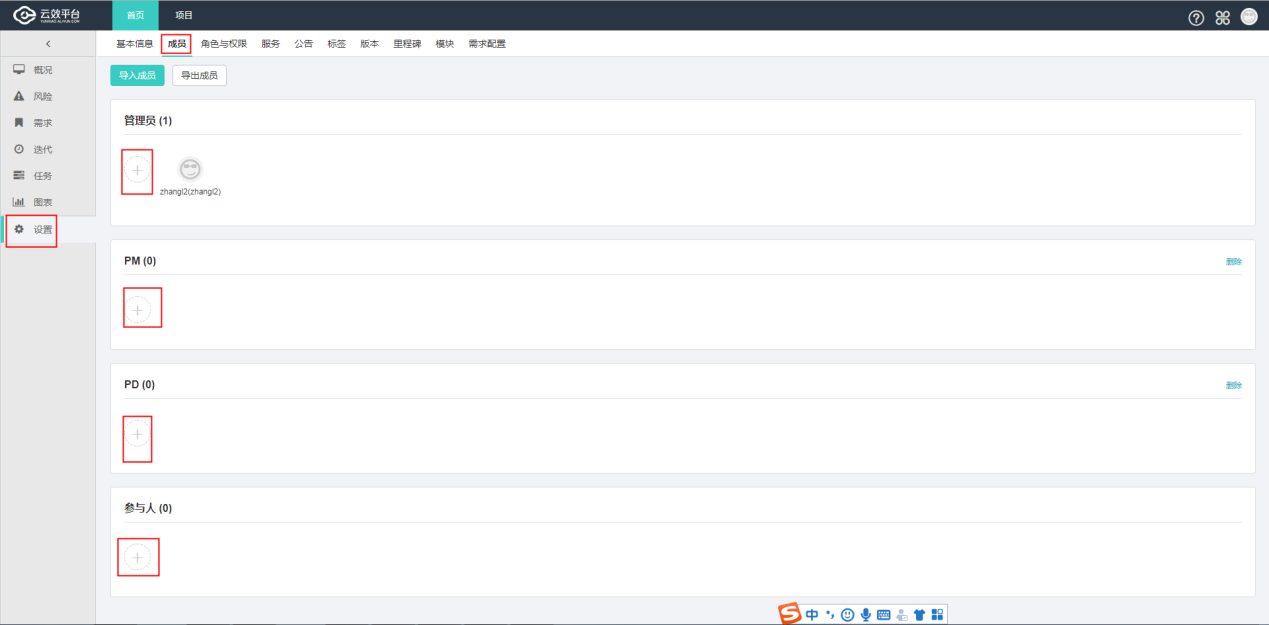 云效平台 首页 项目
YUNXIAO.ALIYUN.COM
基本信息 成员 角色与权限 服务 公告 标签 版本 里程碑 模块 需求配置
概况
风险
需求
迭代
任务
图表
设置
导入成员 导出成员
管理员 (1)
zhangl2(zhangl2)
PM (0) 删除
PD (0) 删除
参与人 (0)
S 中